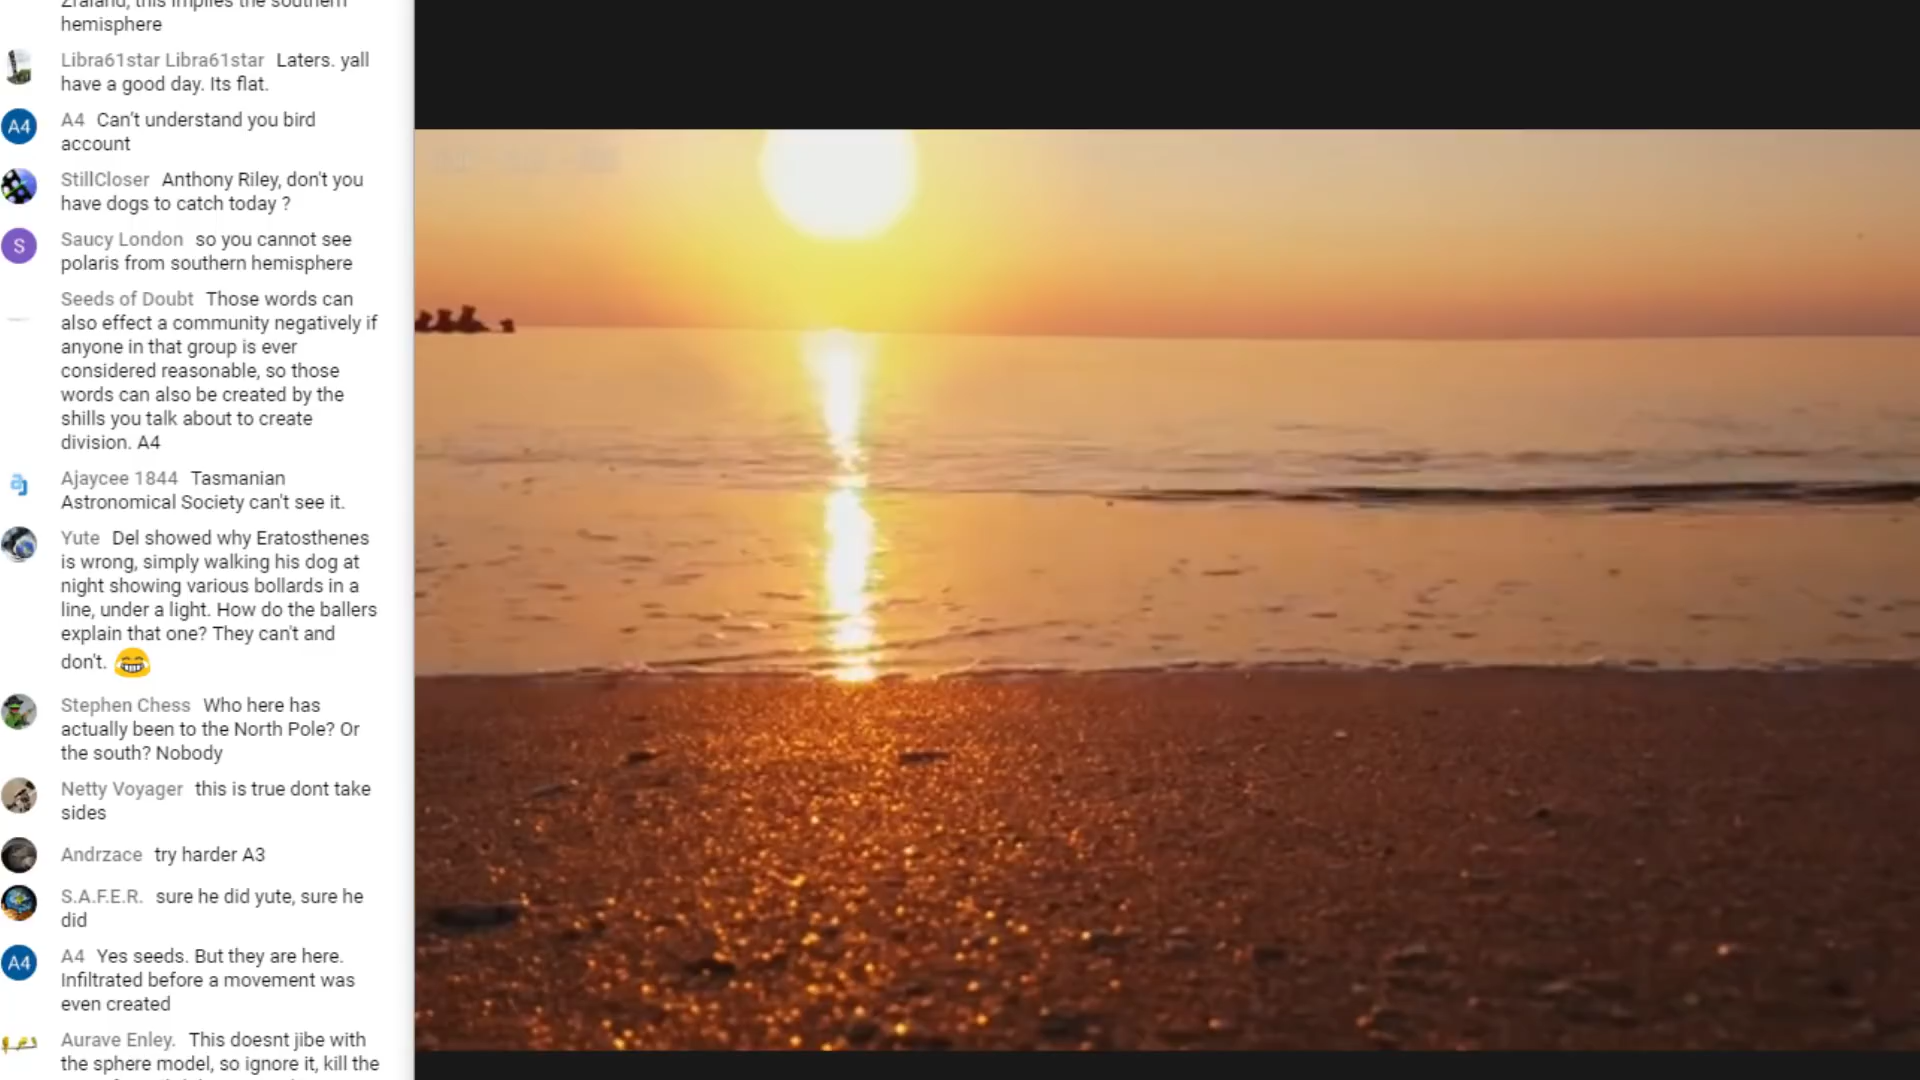 Zraland, this implies the southern
hemisphere
Libra61star Libra61star Laters. yall
have a good day. Its flat.
A4 A4 Can't understand you bird
account
StillCloser Anthony Riley, don't you
have dogs to catch today ?
S Saucy London so you cannot see
polaris from southern hemisphere
Seeds of Doubt Those words can
also effect a community negatively if
anyone in that group is ever
considered reasonable, so those
words can also be created by the
shills you talk about to create
division. A4
Ajaycee 1844 Tasmanian
Astronomical Society can't see it.
Yute Del showed why Eratosthenes
is wrong, simply walking his dog at
night showing various bollards in a
line, under a light. How do the ballers
explain that one? They can't and
don't. 😂
Stephen Chess Who here has
actually been to the North Pole? Or
the south? Nobody
Netty Voyager this is true dont take
sides
Andrzace try harder A3
S.A.F.E.R. sure he did yute, sure he
did
A4 A4 Yes seeds. But they are here.
Infiltrated before a movement was
even created
Aurave Enley. This doesnt jibe with
the sphere model, so ignore it, kill the